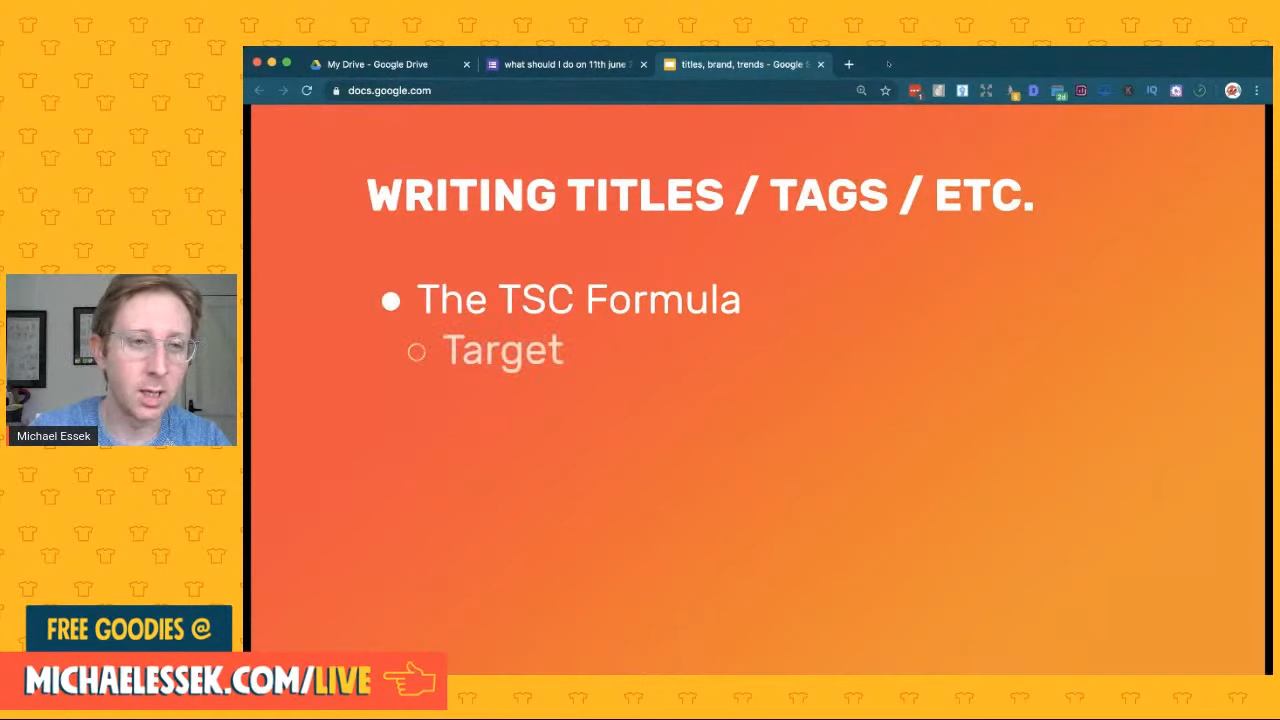 My Drive - Google Drive
what should I do on 11th june
titles, brand, trends - Google
docs.google.com
WRITING TITLES / TAGS / ETC.
The TSC Formula
Target
Michael Essek
FREE GOODIES @
MICHAELESSEK.COM/LIVE